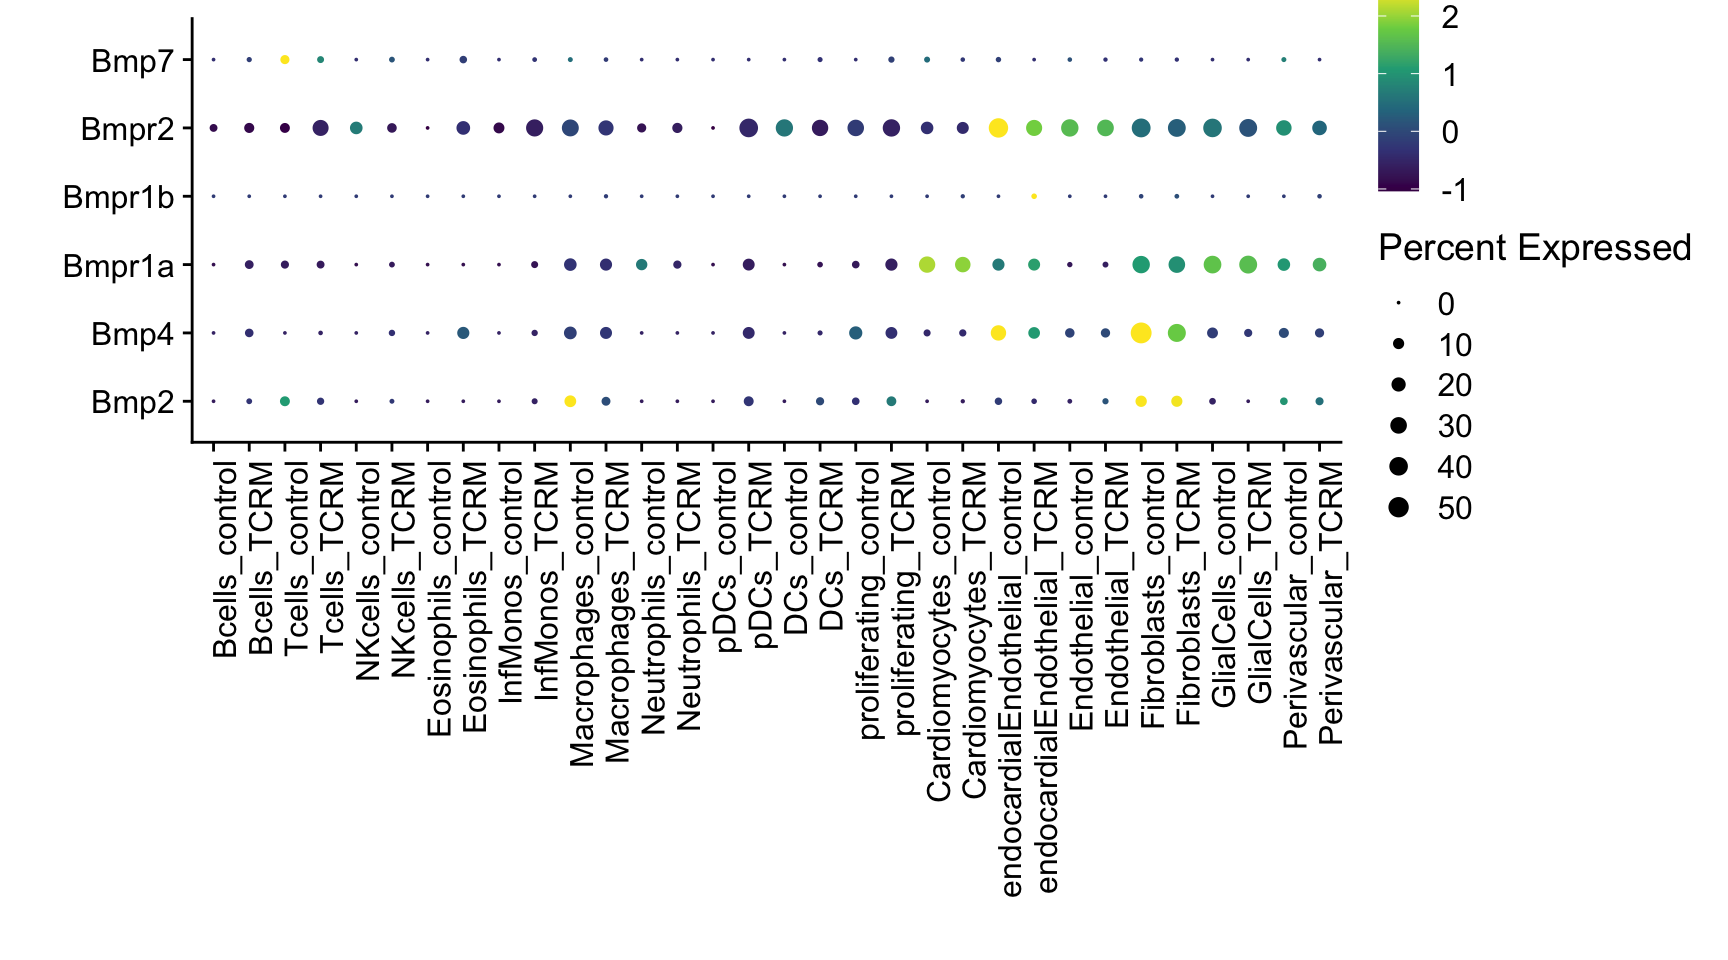 Bmp7
Bmpr2
Bmpr1b
Bmpr1a
Bmp4
Bmp2
Bcells_control
Bcells_TCRM
Tcells_control
Tcells_TCRM
NKcells_control
NKcells_TCRM
Eosinophils_control
Eosinophils_TCRM
InfMonos_control
InfMonos_TCRM
Macrophages_control
Macrophages_TCRM
Neutrophils_control
Neutrophils_TCRM
pDCs_control
pDCs_TCRM
DCs_control
DCs_TCRM
proliferating_control
proliferating_TCRM
Cardiomyocytes_control
Cardiomyocytes_TCRM
endocardialEndothelial_control
endocardialEndothelial_TCRM
Endothelial_control
Endothelial_TCRM
Fibroblasts_control
Fibroblasts_TCRM
GlialCells_control
GlialCells_TCRM
Perivascular_control
Perivascular_TCRM
2
1
0
-1
Percent Expressed
0
10
20
30
40
50